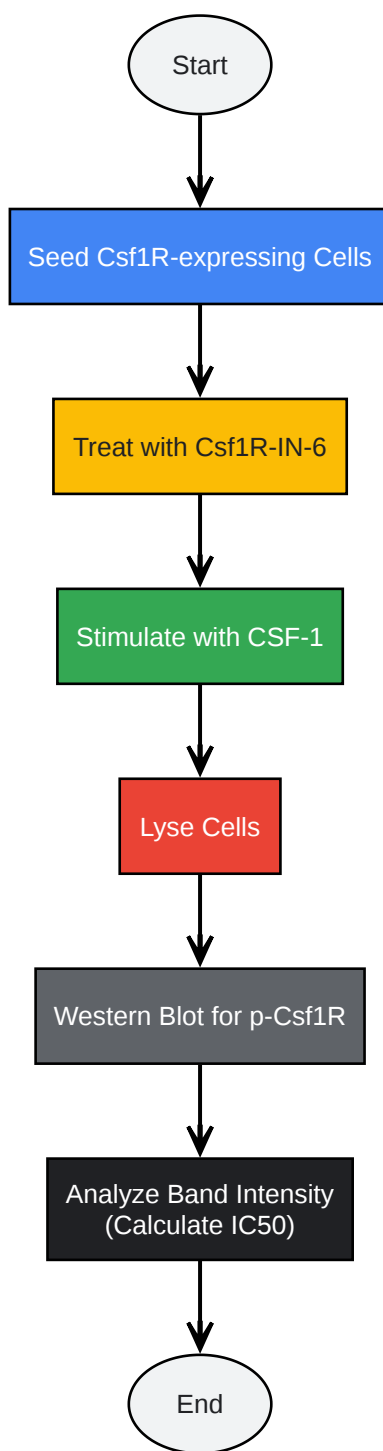 Start
Seed Csf1R-expressing Cells
Treat with Csf1R-IN-6
Stimulate with CSF-1
Lyse Cells
Western Blot for p-Csf1R
Analyze Band Intensity
(Calculate IC50)
End